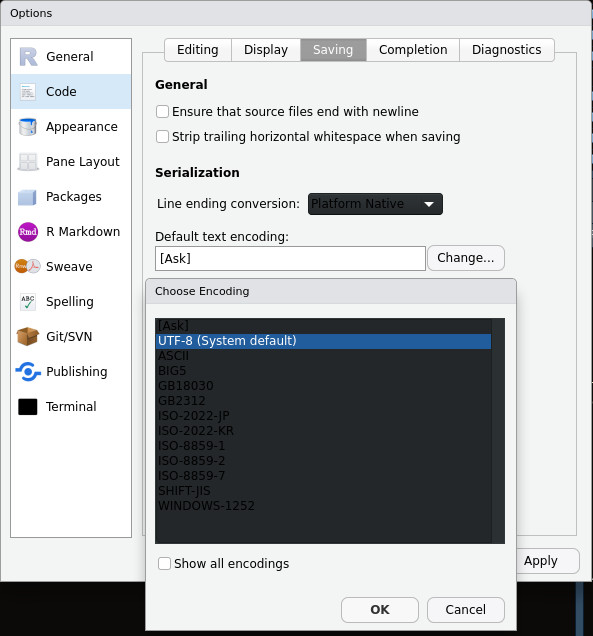 Options
General
Code
Appearance
Pane Layout
Packages
Rmd R Markdown
Sweave
ABC Spelling
Git/SVN
Publishing
Terminal
Editing Display Saving Completion Diagnostics
General
Ensure that source files end with newline
Strip trailing horizontal whitespace when saving
Serialization
Line ending conversion: Platform Native
Default text encoding:
[Ask] Change...
Choose Encoding
[Ask]
UTF-8 (System default)
ASCII
BIG5
GB18030
GB2312
ISO-2022-JP
ISO-2022-KR
ISO-8859-1
ISO-8859-2
ISO-8859-7
SHIFT-JIS
WINDOWS-1252
Show all encodings
OK Cancel
Apply